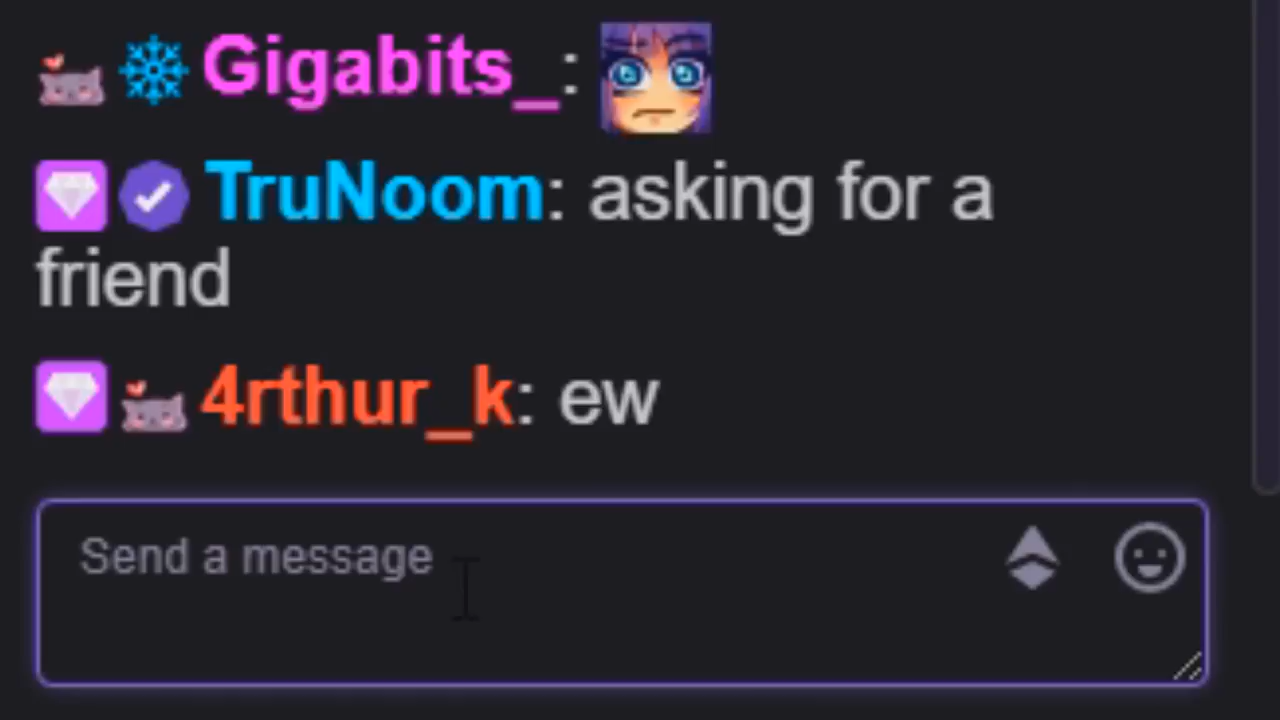 Gigabits_:
TruNoom: asking for a
friend
4rthur_k: ew
Send a message